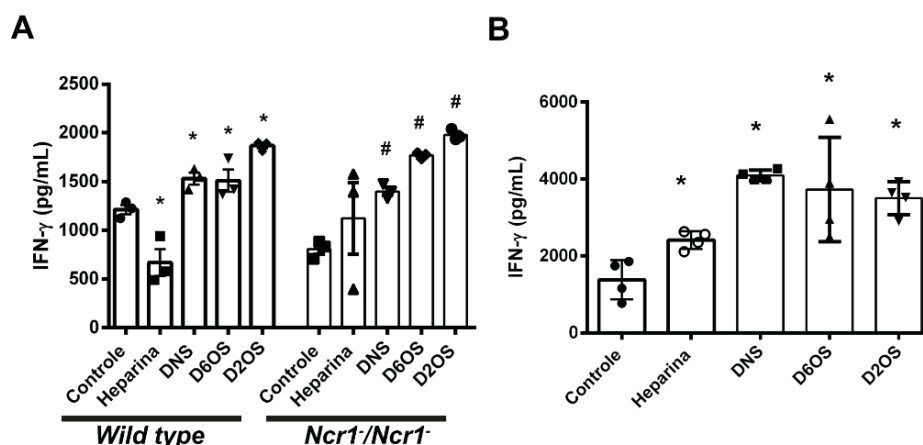 A
IFN-γ (pg/mL)
2500
2000
1500
1000
500
0
* * * * # # #
Controle Heparina DNS D6OS D2OS Controle Heparina DNS D6OS D2OS
Wild type Ncr1-/Ncr1-
B
IFN-γ (pg/mL)
6000
4000
2000
0
* * * *
Controle Heparina DNS D6OS D2OS